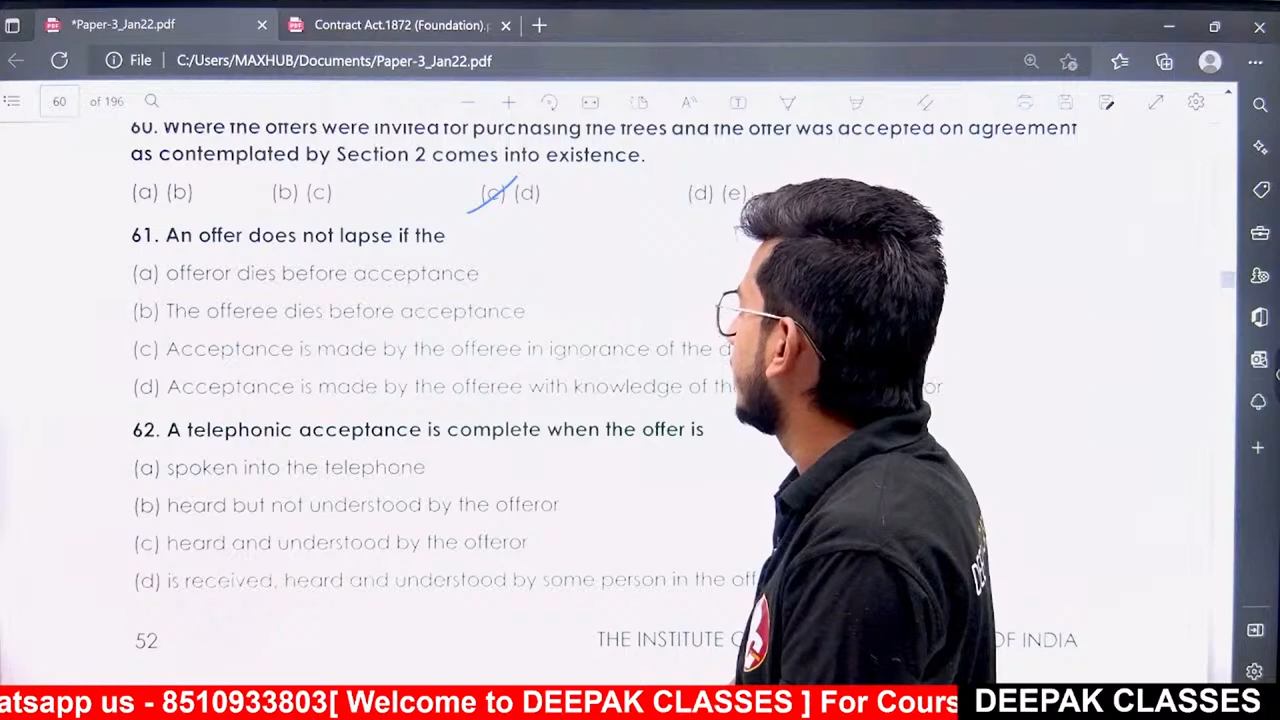 *Paper-3_Jan22.pdf
Contract Act.1872 (Foundation).
File
C:/Users/MAXHUB/Documents/Paper-3_Jan22.pdf
60 of 196
60. Where the offers were invited for purchasing the trees and the offer was accepted on agreement
as contemplated by Section 2 comes into existence.
(a) (b) (b) (c) (c) (d) (d) (e)
61. An offer does not lapse if the
(a) offeror dies before acceptance
(b) The offeree dies before acceptance
(c) Acceptance is made by the offeree in ignorance of the d
(d) Acceptance is made by the offeree with knowledge of the or
62. A telephonic acceptance is complete when the offer is
(a) spoken into the telephone
(b) heard but not understood by the offeror
(c) heard and understood by the offeror
(d) is received, heard and understood by some person in the off
52
THE INSTITUTE OF INDIA
atsapp us - 8510933803[ Welcome to DEEPAK CLASSES ] For Cours
DEEPAK CLASSES